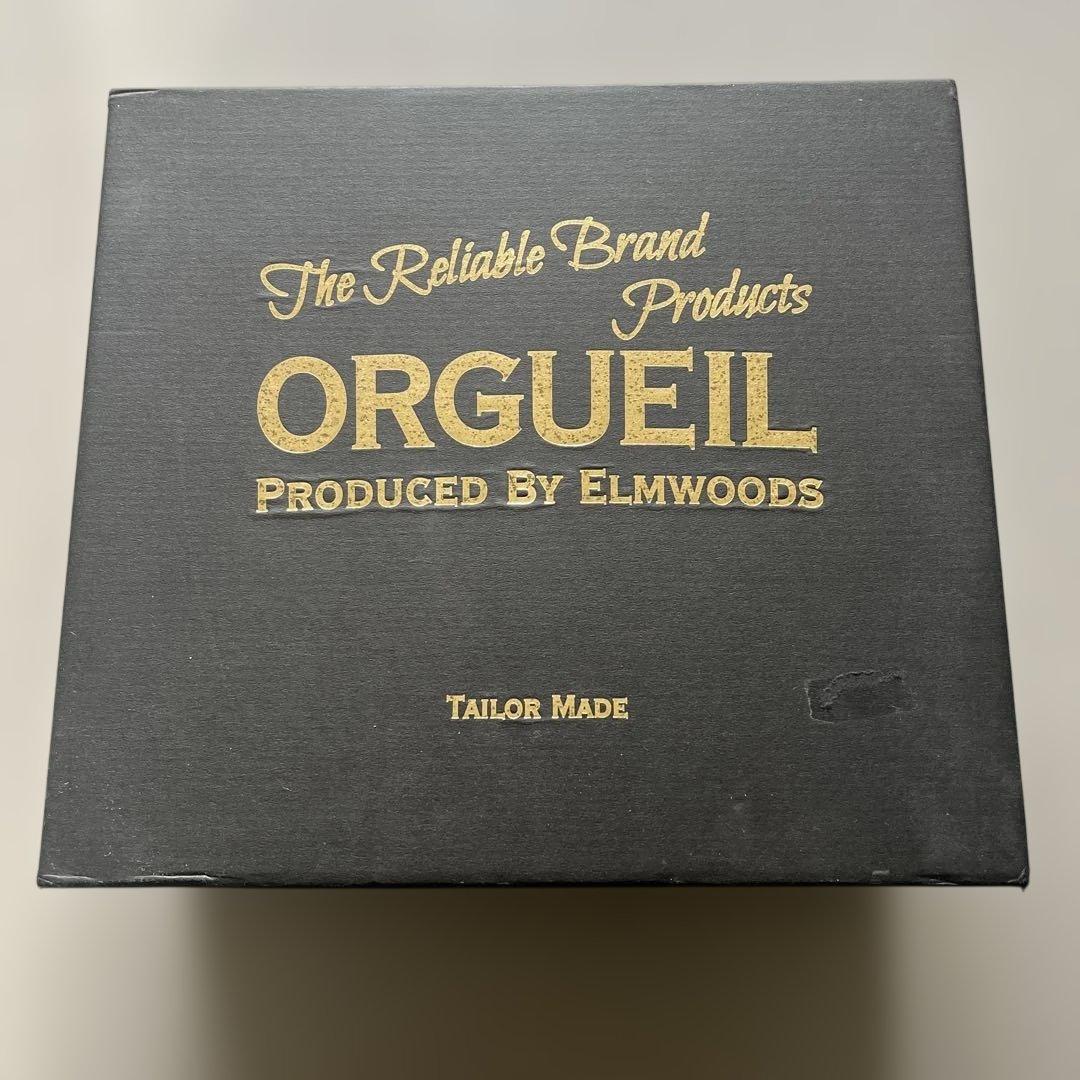 The Reliable Brand
Products
ORGUEIL
PRODUCED BY ELMWOODS
TAILOR MADE